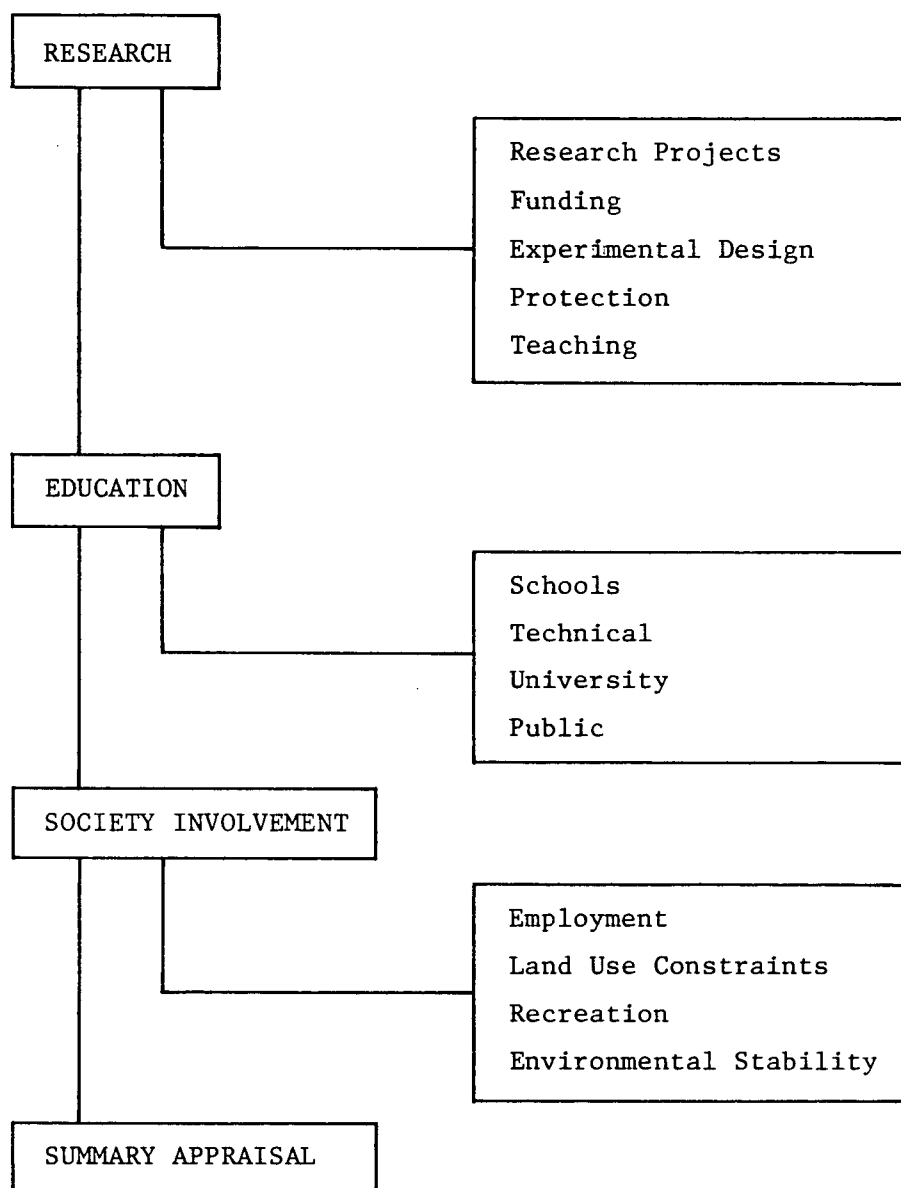 RESEARCH
Research Projects
Funding
Experimental Design
Protection
Teaching
EDUCATION
Schools
Technical
University
Public
SOCIETY INVOLVEMENT
Employment
Land Use Constraints
Recreation
Environmental Stability
SUMMARY APPRAISAL